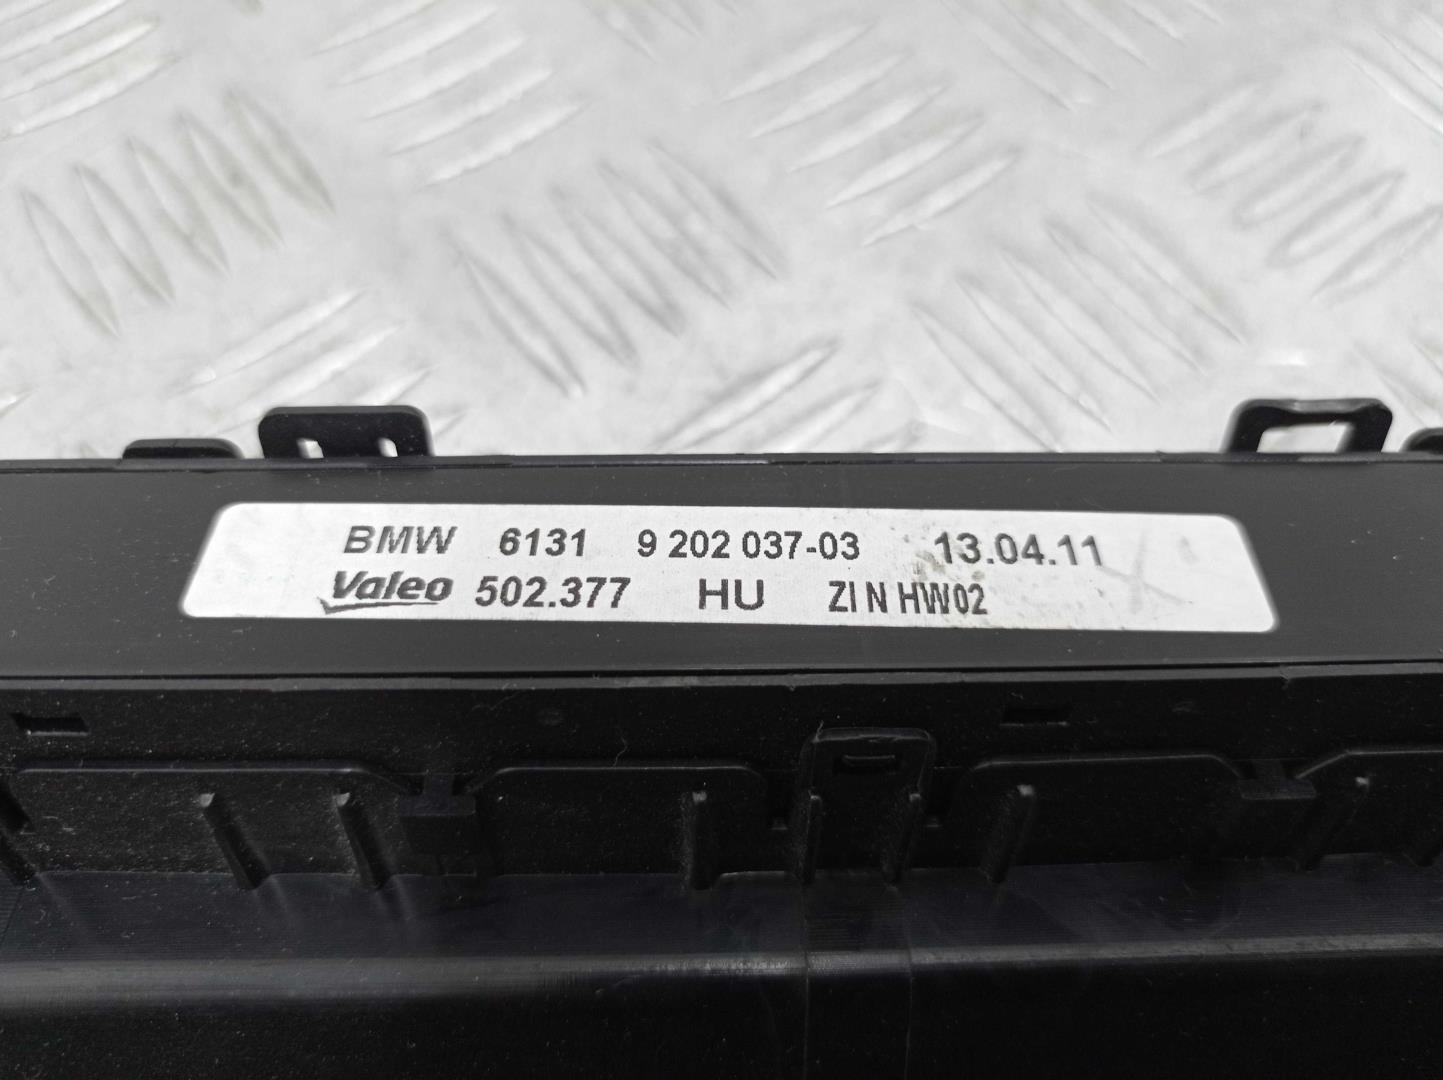 BMW 6131 9 202 037-03 13.04.11
Valeo 502.377 HU ZI N HW02